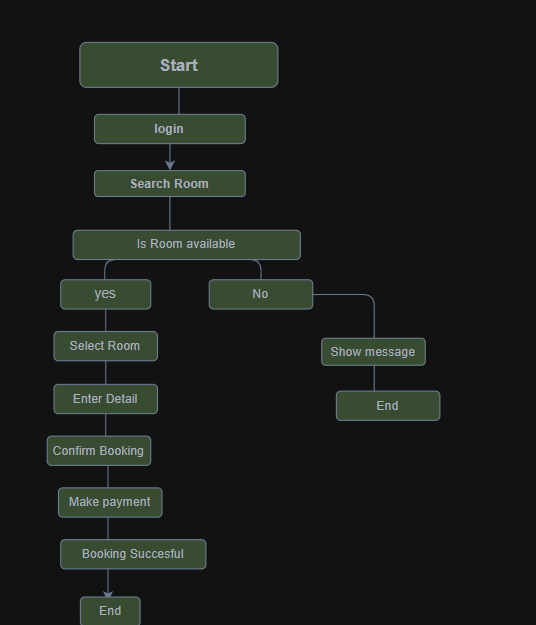 Start
login
Search Room
Is Room available
yes
No
Select Room
Show message
Enter Detail
End
Confirm Booking
Make payment
Booking Succesful
End